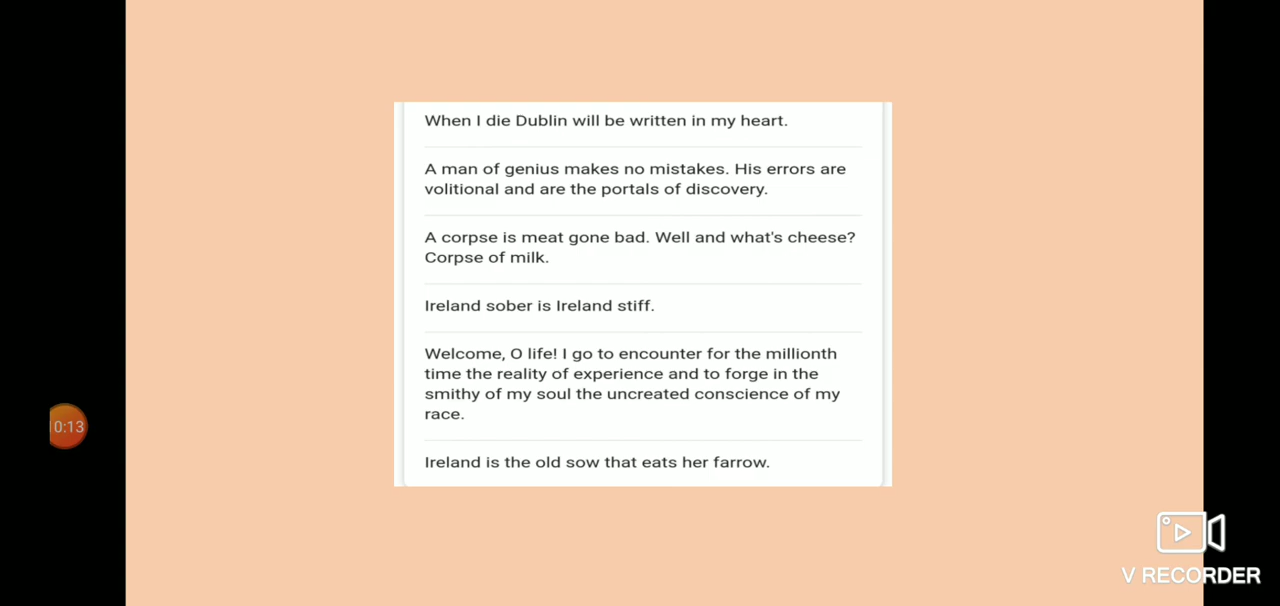 When I die Dublin will be written in my heart.
A man of genius makes no mistakes. His errors are
volitional and are the portals of discovery.
A corpse is meat gone bad. Well and what's cheese?
Corpse of milk.
Ireland sober is Ireland stiff.
Welcome, O life! I go to encounter for the millionth
time the reality of experience and to forge in the
smithy of my soul the uncreated conscience of my
race.
Ireland is the old sow that eats her farrow.
0:13
V RECORDER